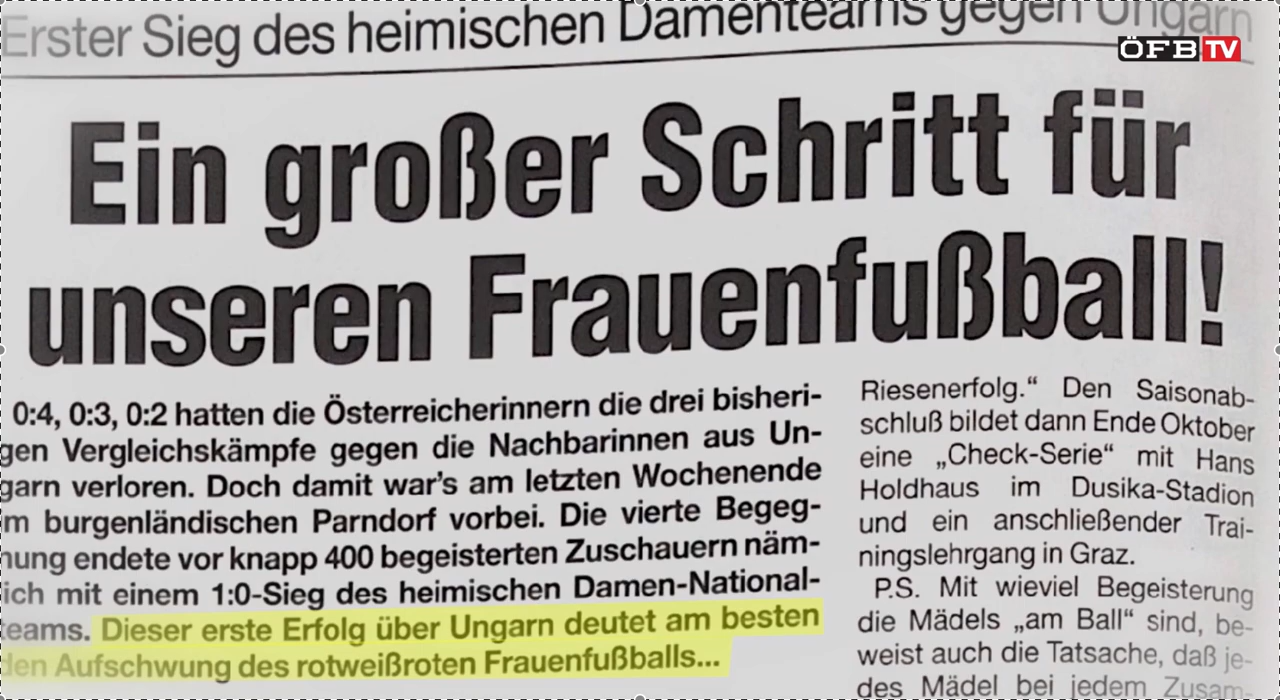 Erster Sieg des heimischen Damenteams gegen Ungarn
ÖFB TV
Ein großer Schritt für
unseren Frauenfußball!
0:4, 0:3, 0:2 hatten die Österreicherinnern die drei bisheri-
gen Vergleichskämpfe gegen die Nachbarinnen aus Un-
garn verloren. Doch damit war's am letzten Wochenende
m burgenländischen Parndorf vorbei. Die vierte Begeg-
nung endete vor knapp 400 begeisterten Zuschauern näm-
ich mit einem 1:0-Sieg des heimischen Damen-National-
teams. Dieser erste Erfolg über Ungarn deutet am besten
den Aufschwung des rotweißroten Frauenfußballs...
Riesenerfolg.“ Den Saisonab-
schluß bildet dann Ende Oktober
eine „Check-Serie“ mit Hans
Holdhaus im Dusika-Stadion
und ein anschließender Trai-
ningslehrgang in Graz.
P.S. Mit wieviel Begeisterung
die Mädels „am Ball“ sind, be-
weist auch die Tatsache, daß je-
des Mädel bei jedem Zusam-